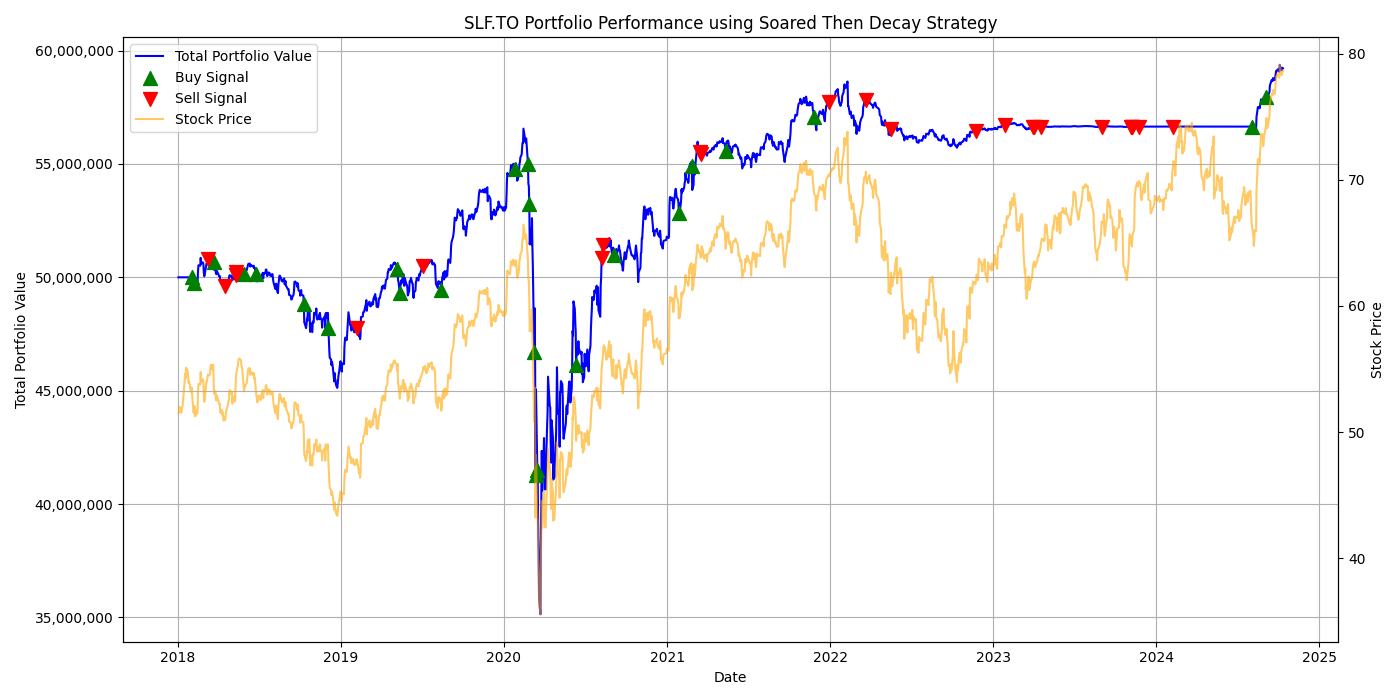 SLF.TO Portfolio Performance using Soared Then Decay Strategy
Total Portfolio Value
Buy Signal
Sell Signal
Stock Price
60,000,000
55,000,000
50,000,000
45,000,000
40,000,000
35,000,000
Total Portfolio Value
80
70
60
50
40
Stock Price
2018 2019 2020 2021 2022 2023 2024 2025
Date